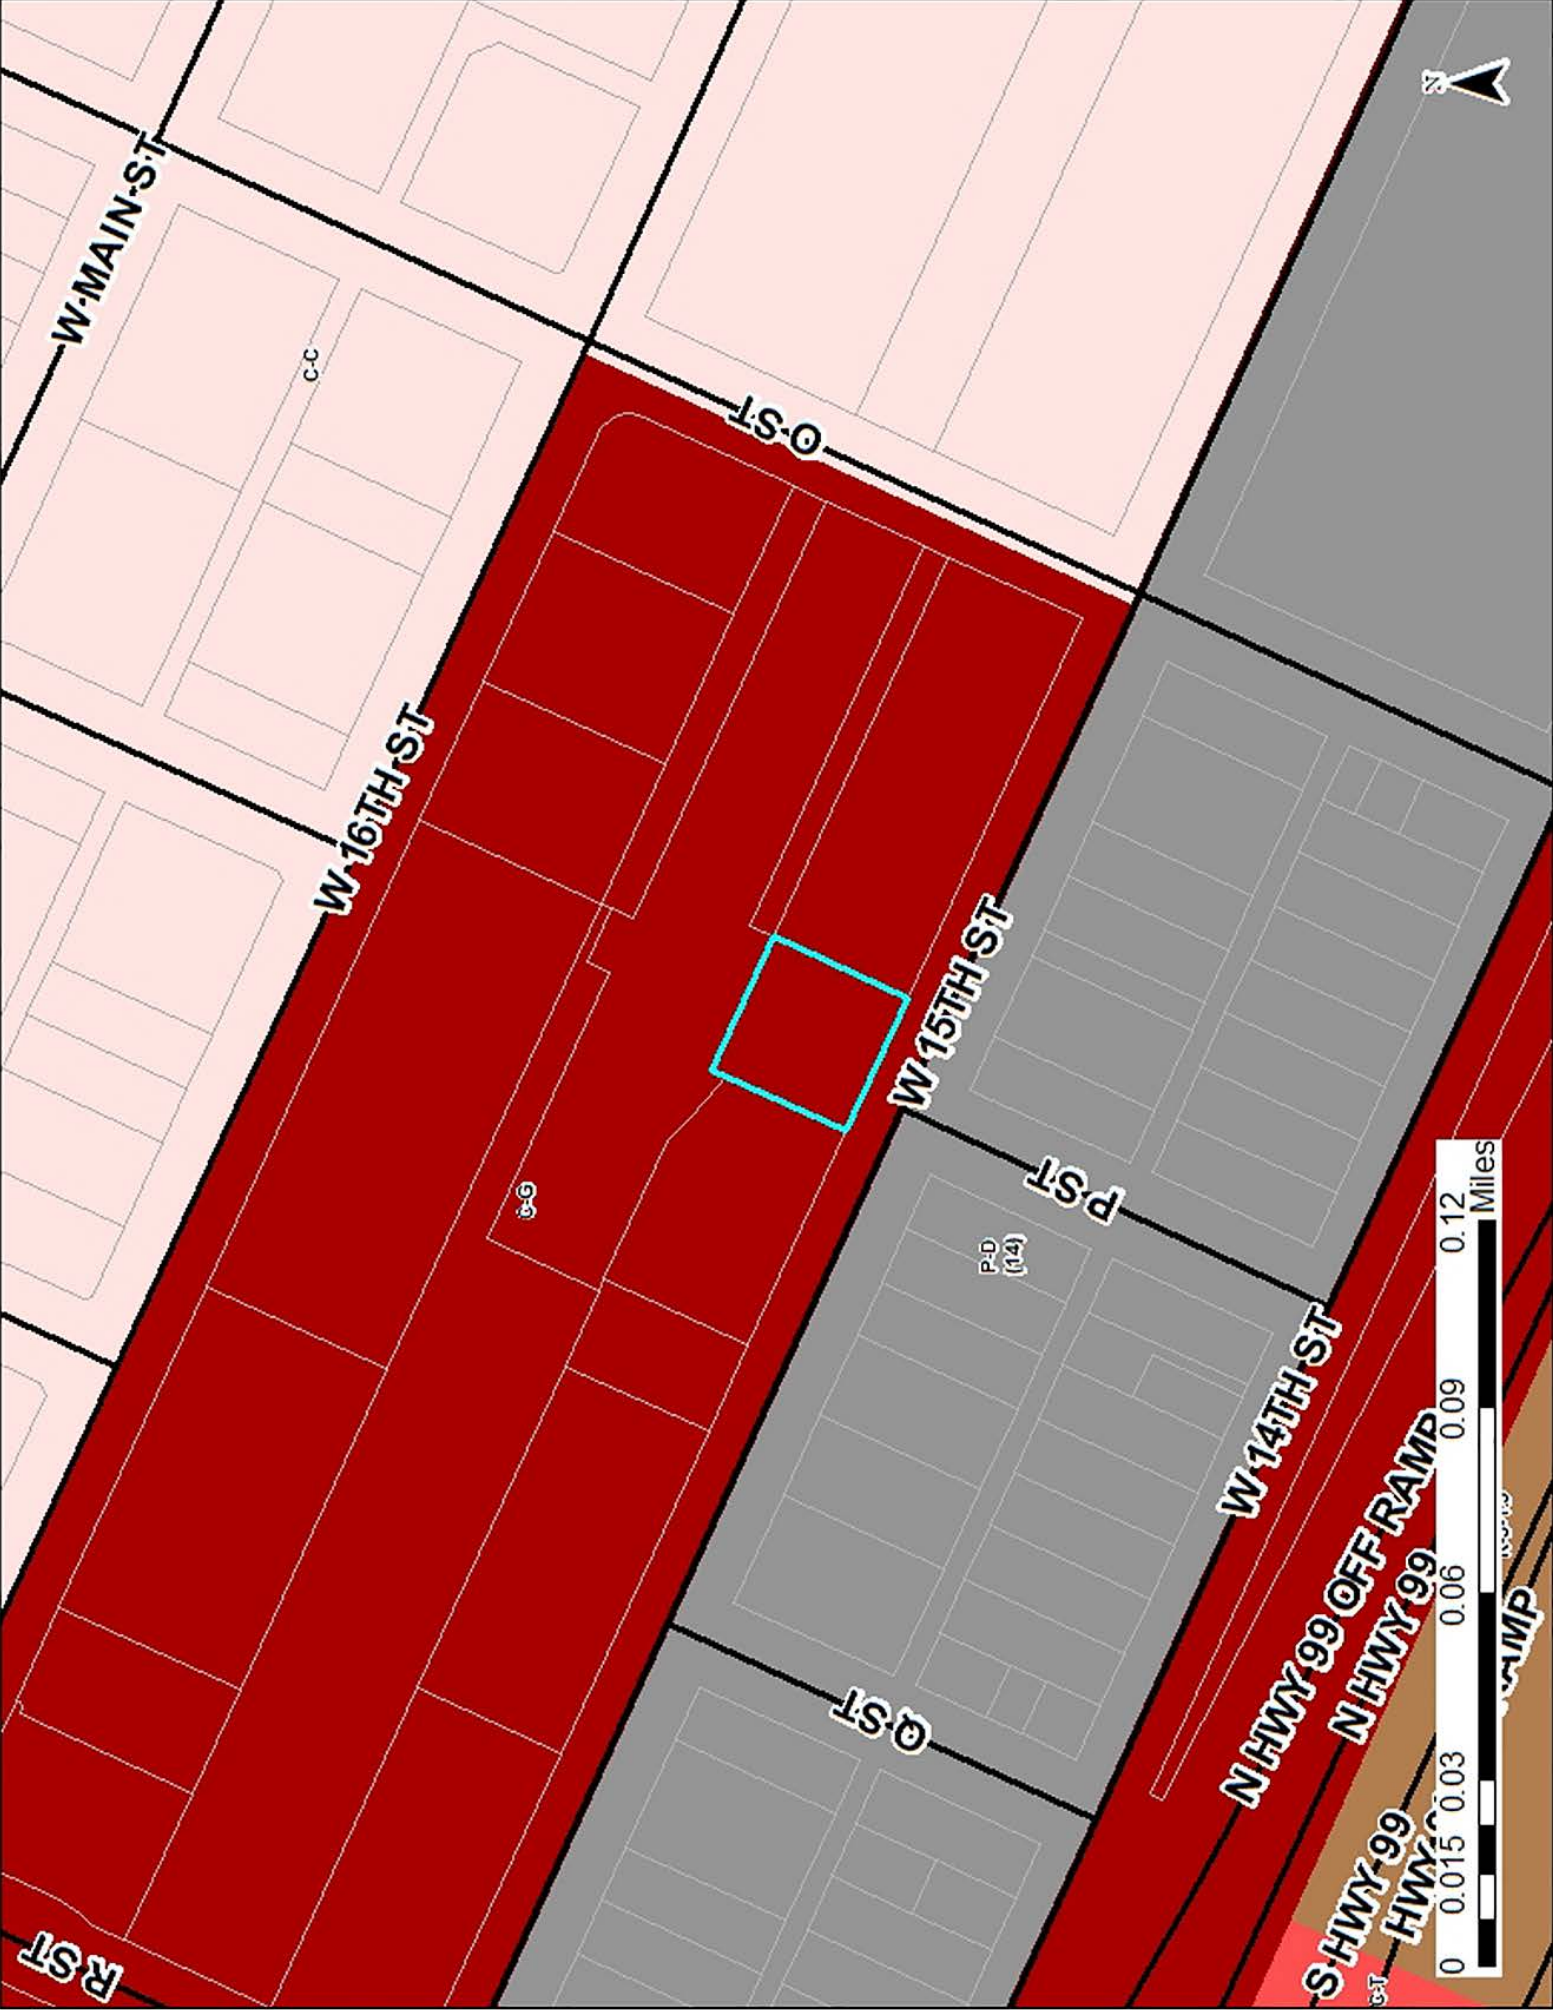 W MAIN ST
C-C
O ST
W 16TH ST
W 15TH ST
C-G
P ST
P-D
(14)
W 14TH ST
Q ST
R ST
N HWY 99 OFF RAMP
N HWY 99
S HWY 99
HWY
C-T
N
0 0.015 0.03 0.06 0.09 0.12
Miles